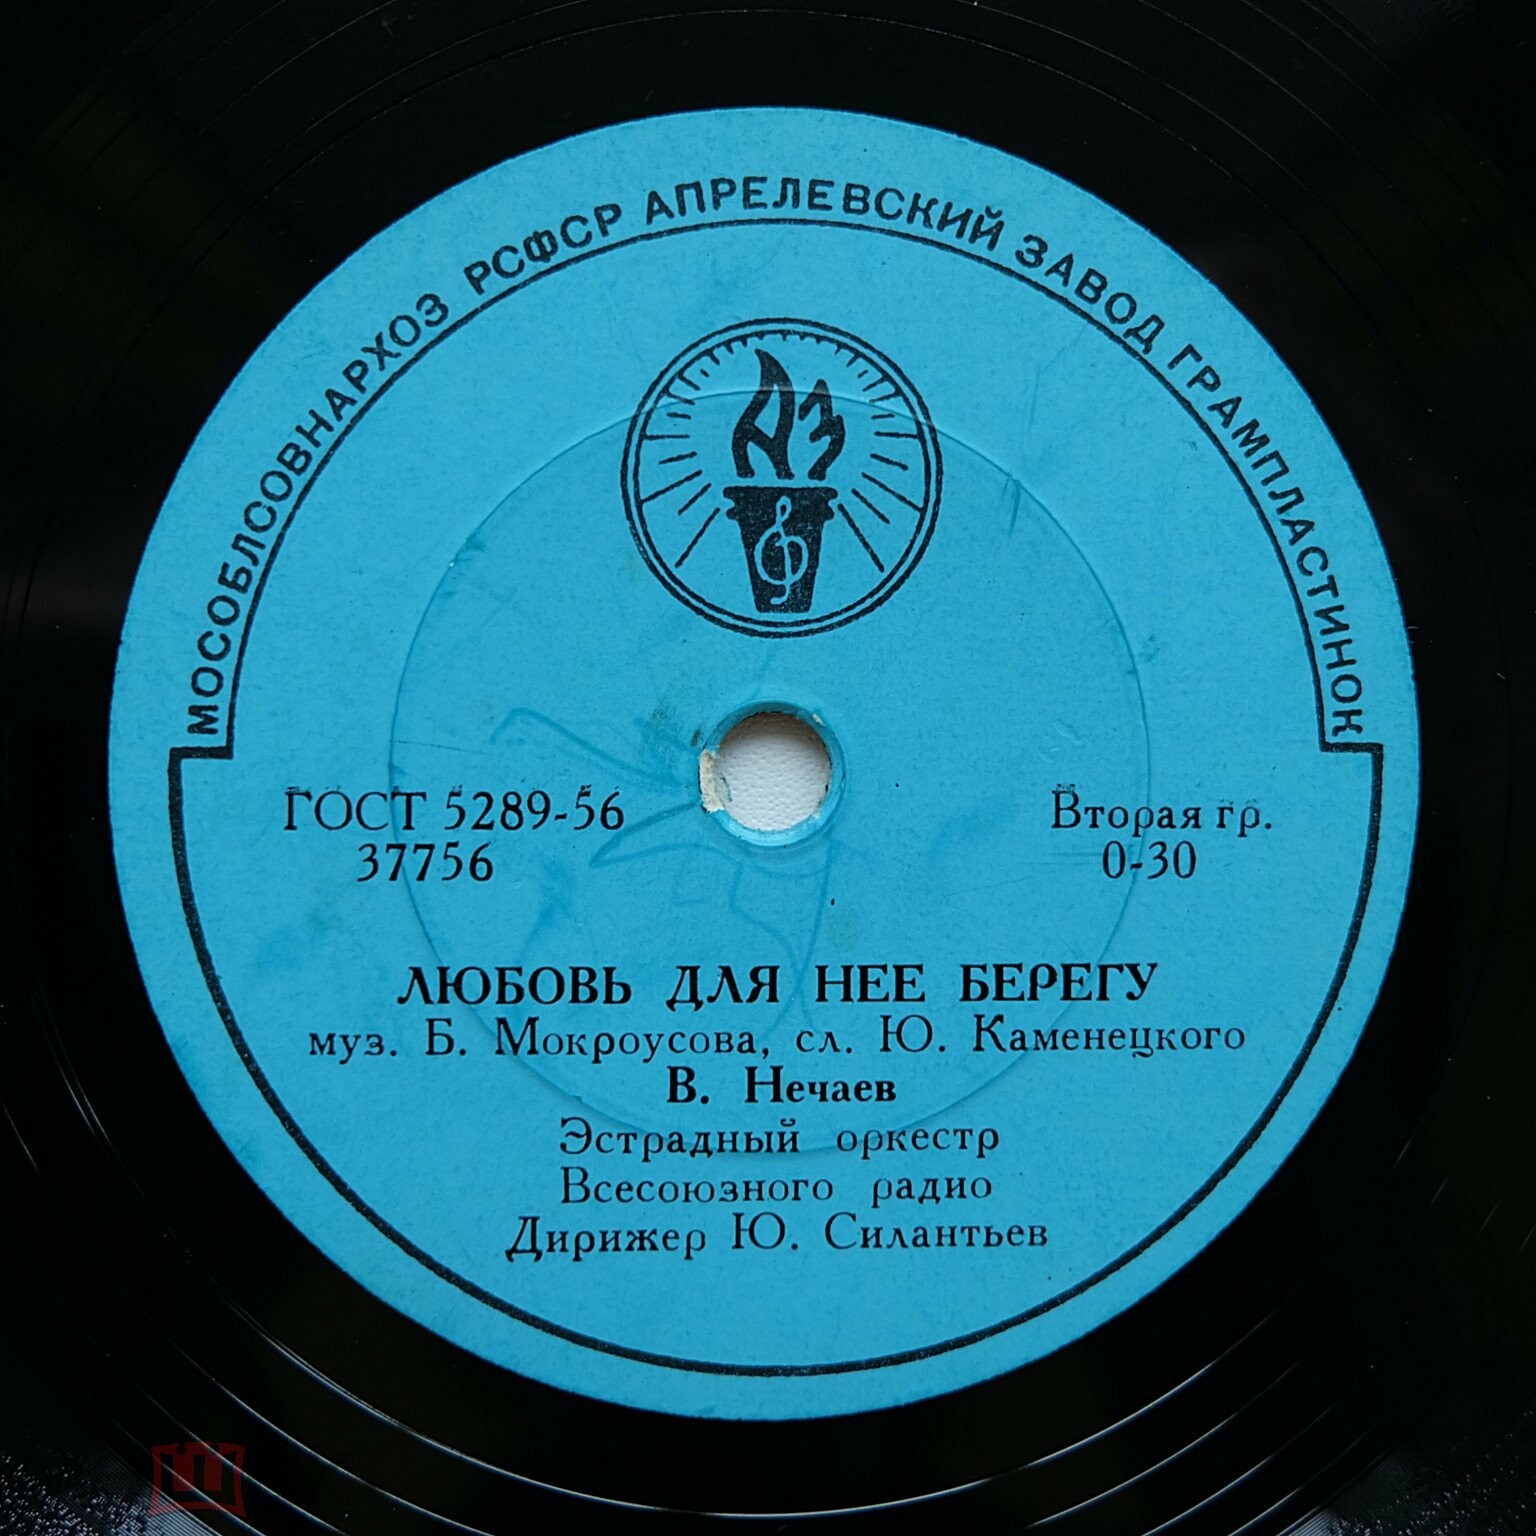 МОСОБЛСОВНАРХОЗ РСФСР АПРЕЛЕВСКИЙ ЗАВОД ГРАМПЛАСТИНОК
АЗ
ГОСТ 5289-56
37756
Вторая гр.
0-30
ЛЮБОВЬ ДЛЯ НЕЕ БЕРЕГУ
муз. Б. Мокроусова, сл. Ю. Каменецкого
В. Нечаев
Эстрадный оркестр
Всесоюзного радио
Дирижер Ю. Силантьев